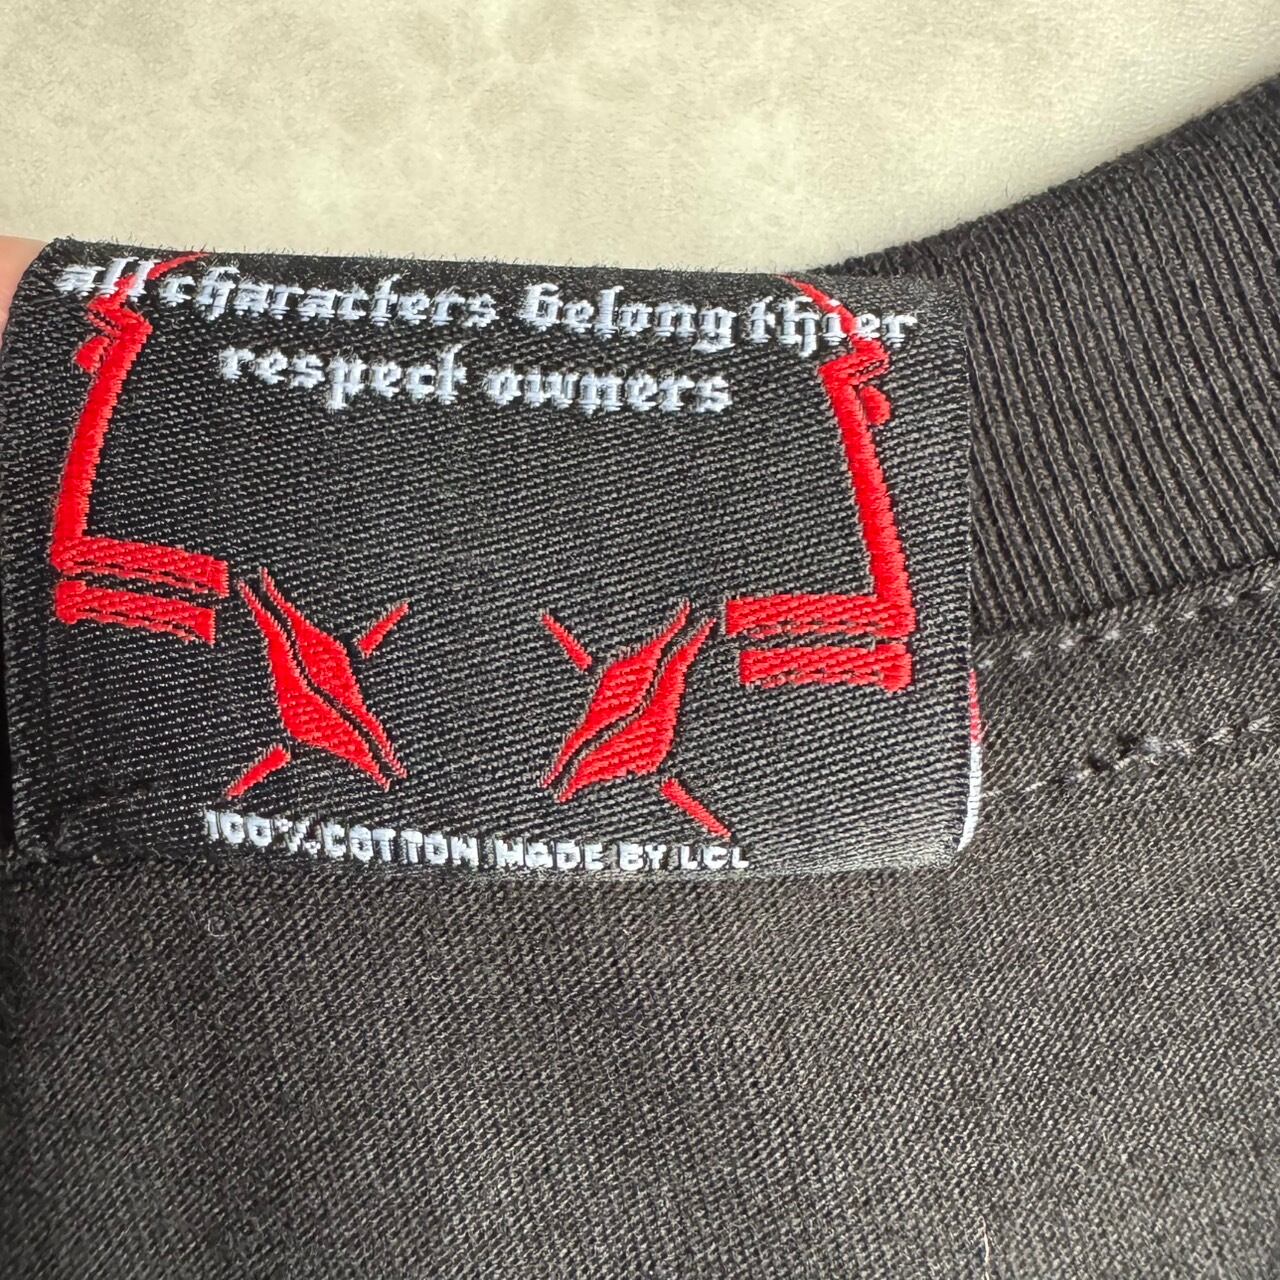 all characters belong thier
respect owners
100% COTTON MADE BY LCL